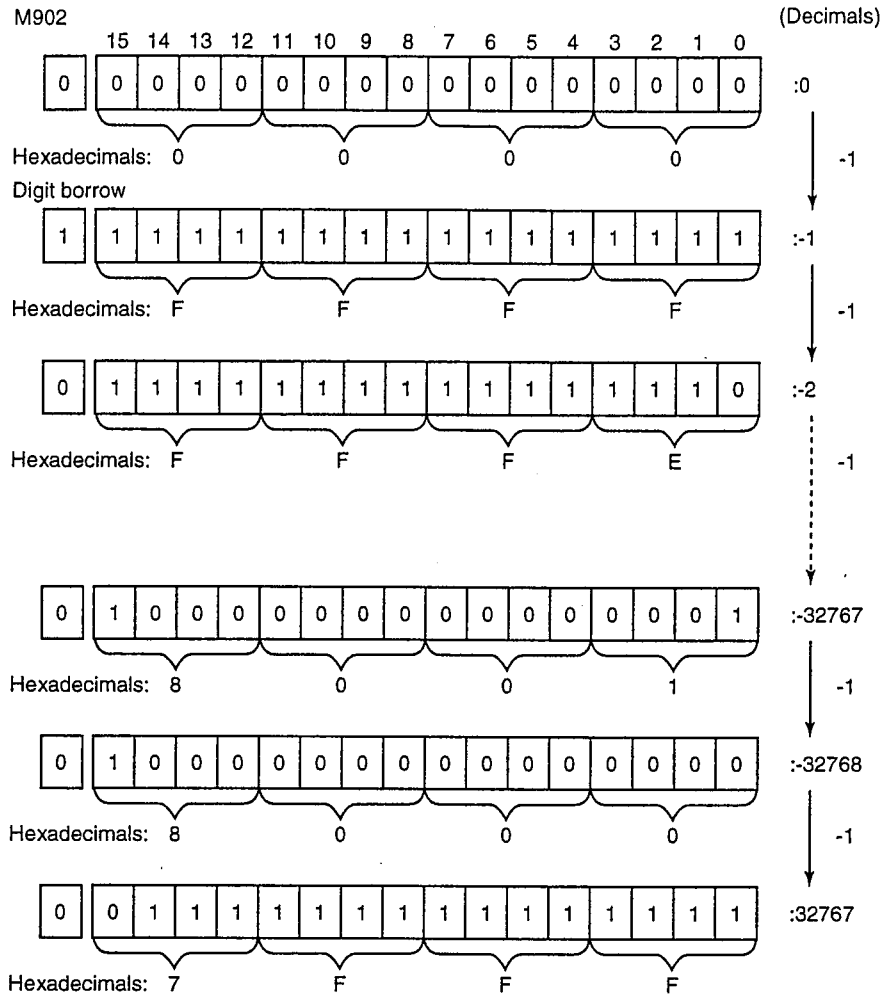 M902 (Decimals)
15 14 13 12 11 10 9 8 7 6 5 4 3 2 1 0
0 0 0 0 0 0 0 0 0 0 0 0 0 0 0 0 0 :0
Hexadecimals: 0 0 0 0 -1
Digit borrow
1 1 1 1 1 1 1 1 1 1 1 1 1 1 1 1 1 :-1
Hexadecimals: F F F F -1
0 1 1 1 1 1 1 1 1 1 1 1 1 1 1 1 0 :-2
Hexadecimals: F F F E -1
0 1 0 0 0 0 0 0 0 0 0 0 0 0 0 0 1 :-32767
Hexadecimals: 8 0 0 1 -1
0 1 0 0 0 0 0 0 0 0 0 0 0 0 0 0 0 :-32768
Hexadecimals: 8 0 0 0 -1
0 0 1 1 1 1 1 1 1 1 1 1 1 1 1 1 1 :32767
Hexadecimals: 7 F F F